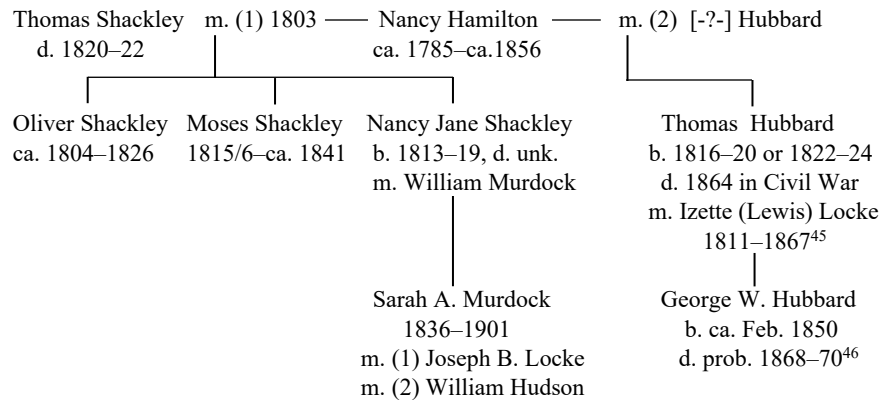 Thomas Shackley m. (1) 1803 Nancy Hamilton m. (2) [-?-] Hubbard
d. 1820–22 ca. 1785–ca.1856
Oliver Shackley Moses Shackley Nancy Jane Shackley Thomas Hubbard
ca. 1804–1826 1815/6–ca. 1841 b. 1813–19, d. unk. b. 1816–20 or 1822–24
m. William Murdock d. 1864 in Civil War
m. Izette (Lewis) Locke
1811–1867⁴⁵
Sarah A. Murdock George W. Hubbard
1836–1901 b. ca. Feb. 1850
m. (1) Joseph B. Locke d. prob. 1868–70⁴⁶
m. (2) William Hudson